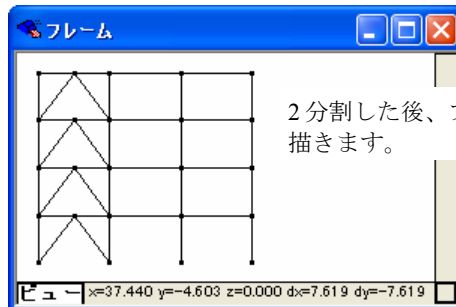 フレーム
2分割した後、
描きます。
ビュー x=37.440 y=-4.603 z=0.000 dx=7.619 dy=-7.619